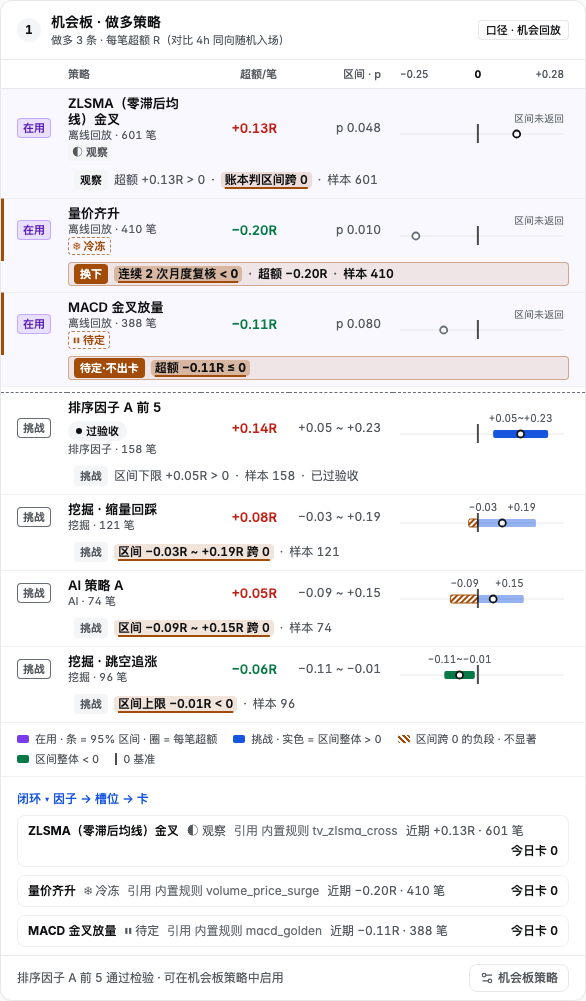 1
机会板 · 做多策略
做多 3 条 · 每笔超额 R（对比 4h 同向随机入场）
口径 · 机会回放
策略 超额/笔 区间 · p −0.25 0 +0.28
在用
ZLSMA（零滞后均
线）金叉
离线回放 · 601 笔
观察
+0.13R
p 0.048
区间未返回
观察 超额 +0.13R > 0 · 账本判区间跨 0 · 样本 601
在用
量价齐升
离线回放 · 410 笔
冷冻
−0.20R
p 0.010
区间未返回
换下 连续 2 次月度复核 < 0 · 超额 −0.20R · 样本 410
在用
MACD 金叉放量
离线回放 · 388 笔
待定
−0.11R
p 0.080
区间未返回
待定·不出卡 超额 −0.11R ≤ 0
挑战
排序因子 A 前 5
过验收
排序因子 · 158 笔
+0.14R
+0.05 ~ +0.23
+0.05~+0.23
挑战 区间下限 +0.05R > 0 · 样本 158 · 已过验收
挑战
挖掘 · 缩量回踩
挖掘 · 121 笔
+0.08R
−0.03 ~ +0.19
−0.03 +0.19
挑战 区间 −0.03R ~ +0.19R 跨 0 · 样本 121
挑战
AI 策略 A
AI · 74 笔
+0.05R
−0.09 ~ +0.15
−0.09 +0.15
挑战 区间 −0.09R ~ +0.15R 跨 0 · 样本 74
挑战
挖掘 · 跳空追涨
挖掘 · 96 笔
−0.06R
−0.11 ~ −0.01
−0.11~−0.01
挑战 区间上限 −0.01R < 0 · 样本 96
在用 · 条 = 95% 区间 · 圈 = 每笔超额 挑战 · 实色 = 区间整体 > 0 区间跨 0 的负段 · 不显著
区间整体 < 0 0 基准
闭环 · 因子 → 槽位 → 卡
ZLSMA（零滞后均线）金叉 观察 引用 内置规则 tv_zlsma_cross 近期 +0.13R · 601 笔
今日卡 0
量价齐升 冷冻 引用 内置规则 volume_price_surge 近期 −0.20R · 410 笔 今日卡 0
MACD 金叉放量 待定 引用 内置规则 macd_golden 近期 −0.11R · 388 笔 今日卡 0
排序因子 A 前 5 通过检验 · 可在机会板策略中启用 机会板策略